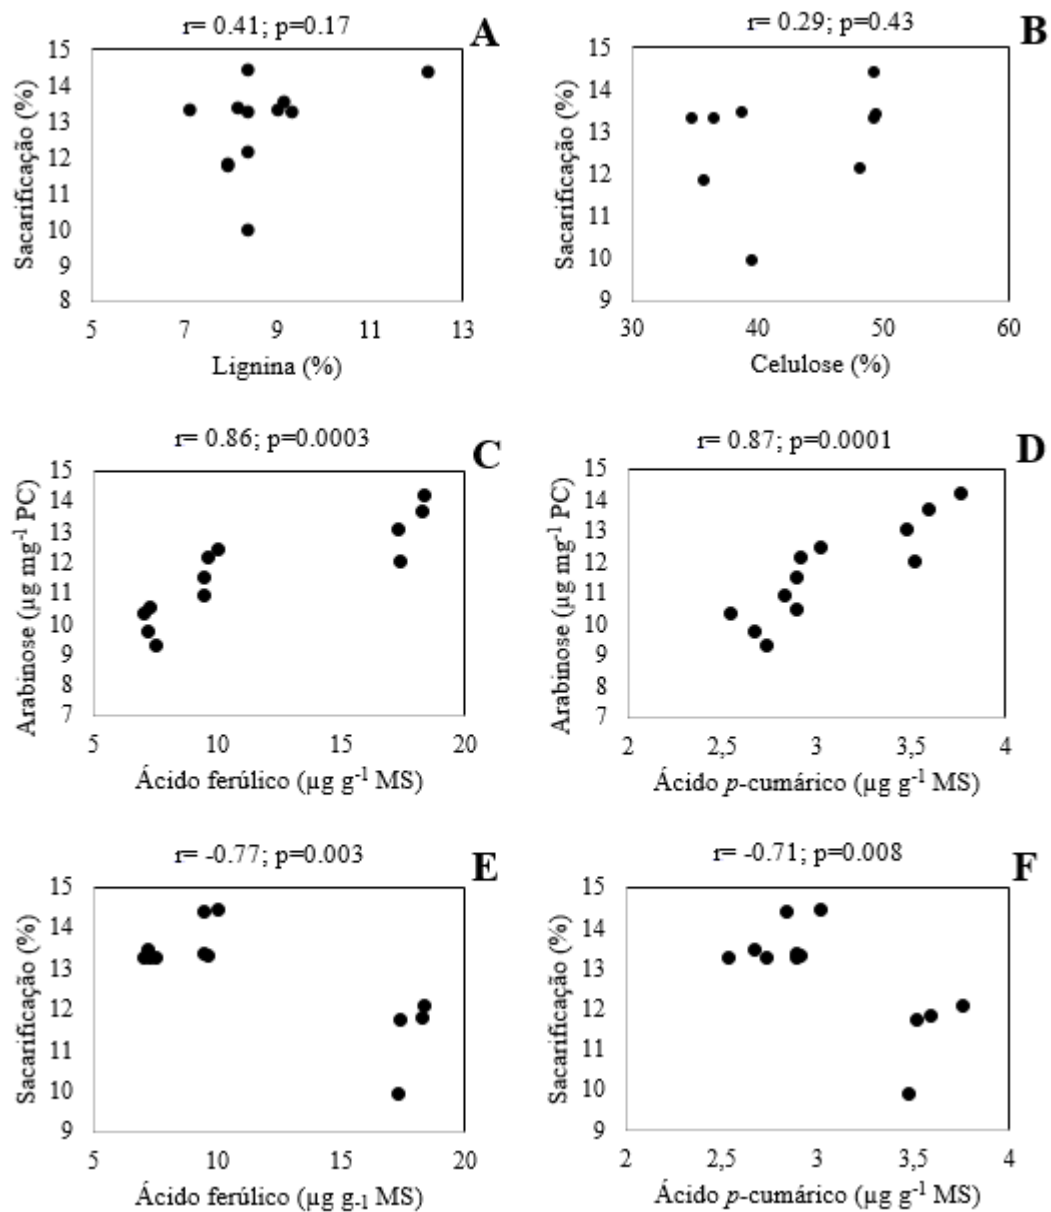 r= 0.41; p=0.17
A
Sacarificação (%)
15
14
13
12
11
10
9
8
5 7 9 11 13
Lignina (%)
r= 0.29; p=0.43
B
Sacarificação (%)
15
14
13
12
11
10
9
30 40 50 60
Celulose (%)
r= 0.86; p=0.0003
C
Arabinose (µg mg-1 PC)
15
14
13
12
11
10
9
8
7
5 10 15 20
Ácido ferúlico (µg g-1 MS)
r= 0.87; p=0.0001
D
Arabinose (µg mg-1 PC)
15
14
13
12
11
10
9
8
7
2 2,5 3 3,5 4
Ácido p-cumárico (µg g-1 MS)
r= -0.77; p=0.003
E
Sacarificação (%)
15
14
13
12
11
10
9
5 10 15 20
Ácido ferúlico (µg g-1 MS)
r= -0.71; p=0.008
F
Sacarificação (%)
15
14
13
12
11
10
9
2 2,5 3 3,5 4
Ácido p-cumárico (µg g-1 MS)